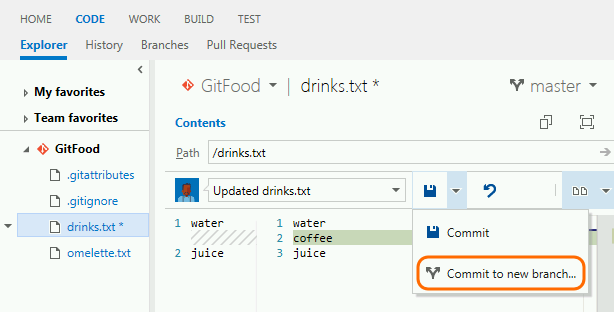 HOME CODE WORK BUILD TEST
Explorer History Branches Pull Requests
My favorites
Team favorites
GitFood
.gitattributes
.gitignore
drinks.txt *
omelette.txt
GitFood | drinks.txt * master
Contents
Path /drinks.txt
Updated drinks.txt
1 water 1 water
2 coffee
2 juice 3 juice
Commit
Commit to new branch...